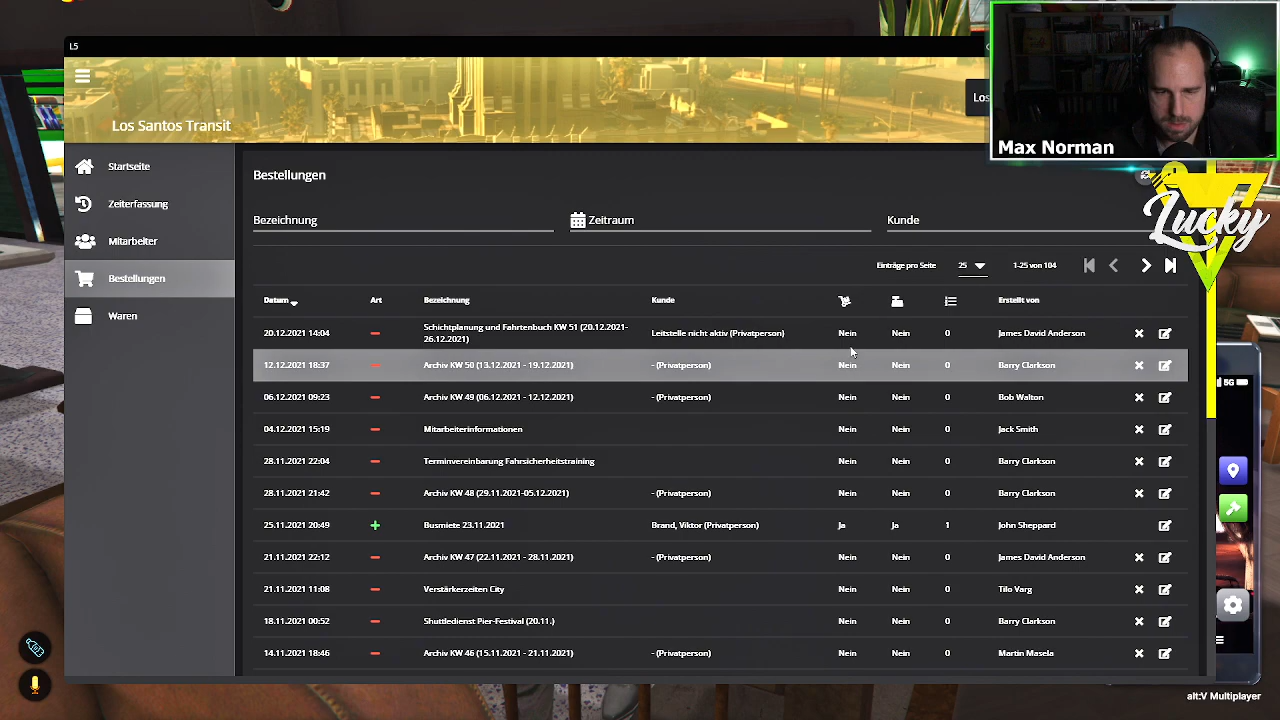 L5
Los Santos Transit
Los
Max Norman
Lucky
Startseite
Zeiterfassung
Mitarbeiter
Bestellungen
Waren
Bestellungen
Bezeichnung
Zeitraum
Kunde
Einträge pro Seite 25 1-25 von 104
Datum Art Bezeichnung Kunde Erstellt von
20.12.2021 14:04 Schichtplanung und Fahrtenbuch KW 51 (20.12.2021-
26.12.2021) Leitstelle nicht aktiv (Privatperson) Nein Nein 0 James David Anderson
12.12.2021 18:37 Archiv KW 50 (13.12.2021 - 19.12.2021) - (Privatperson) Nein Nein 0 Barry Clarkson
06.12.2021 09:23 Archiv KW 49 (06.12.2021 - 12.12.2021) - (Privatperson) Nein Nein 0 Bob Walton
04.12.2021 15:19 Mitarbeiterinformationen Nein Nein 0 Jack Smith
28.11.2021 22:04 Terminvereinbarung Fahrsicherheitstraining Nein Nein 0 Barry Clarkson
28.11.2021 21:42 Archiv KW 48 (29.11.2021-05.12.2021) - (Privatperson) Nein Nein 0 Barry Clarkson
25.11.2021 20:49 Busmiete 23.11.2021 Brand, Viktor (Privatperson) Ja Ja 1 John Sheppard
21.11.2021 22:12 Archiv KW 47 (22.11.2021 - 28.11.2021) - (Privatperson) Nein Nein 0 James David Anderson
21.11.2021 11:08 Verstärkerzeiten City Nein Nein 0 Tilo Varg
18.11.2021 00:52 Shuttledienst Pier-Festival (20.11.) Nein Nein 0 Barry Clarkson
14.11.2021 18:46 Archiv KW 46 (15.11.2021 - 21.11.2021) - (Privatperson) Nein Nein 0 Martin Masela
5G
alt:V Multiplayer